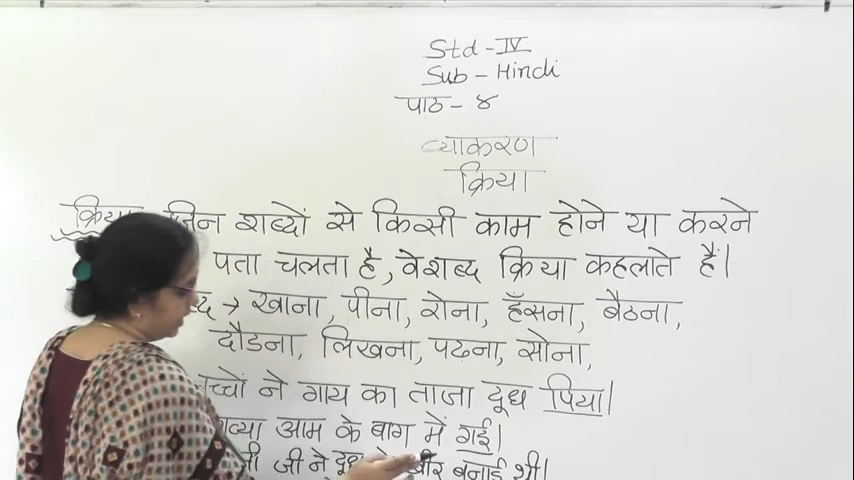 Std - IV
Sub - Hindi
पाठ - ४
व्याकरण
क्रिया
क्रिया जिन शब्दों से किसी काम होने या करने
पता चलता है, वे शब्द क्रिया कहलाते हैं।
→ खाना, पीना, रोना, हँसना, बैठना,
दौडना, लिखना, पढना, सोना,
ने गाय का ताजा दूध पिया।
आम के बाग में गई।
जी ने दूध बनाई थी।